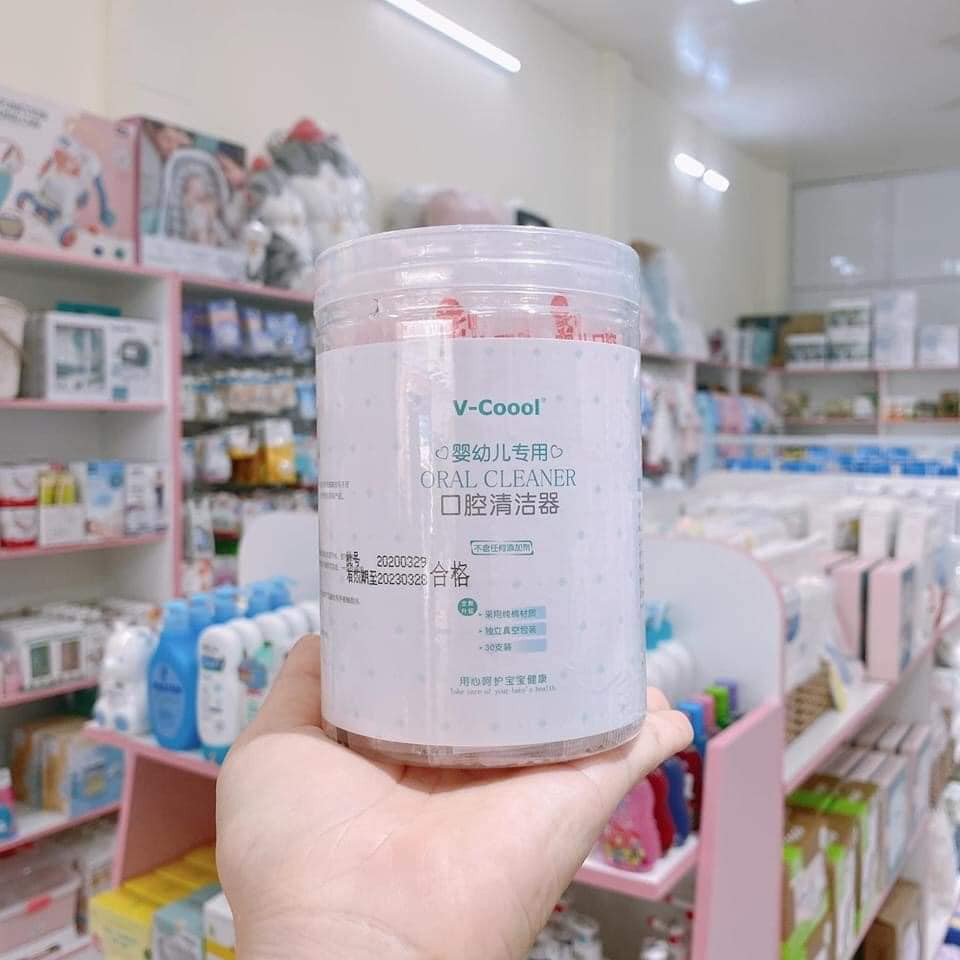 V-Coool®
婴幼儿专用
ORAL CLEANER
口腔清洁器
不含任何添加剂
20200329
有效期至20230328 合格
采用纯棉材质
独立真空包装
30支装
用心呵护宝宝健康
Take care of your baby's health